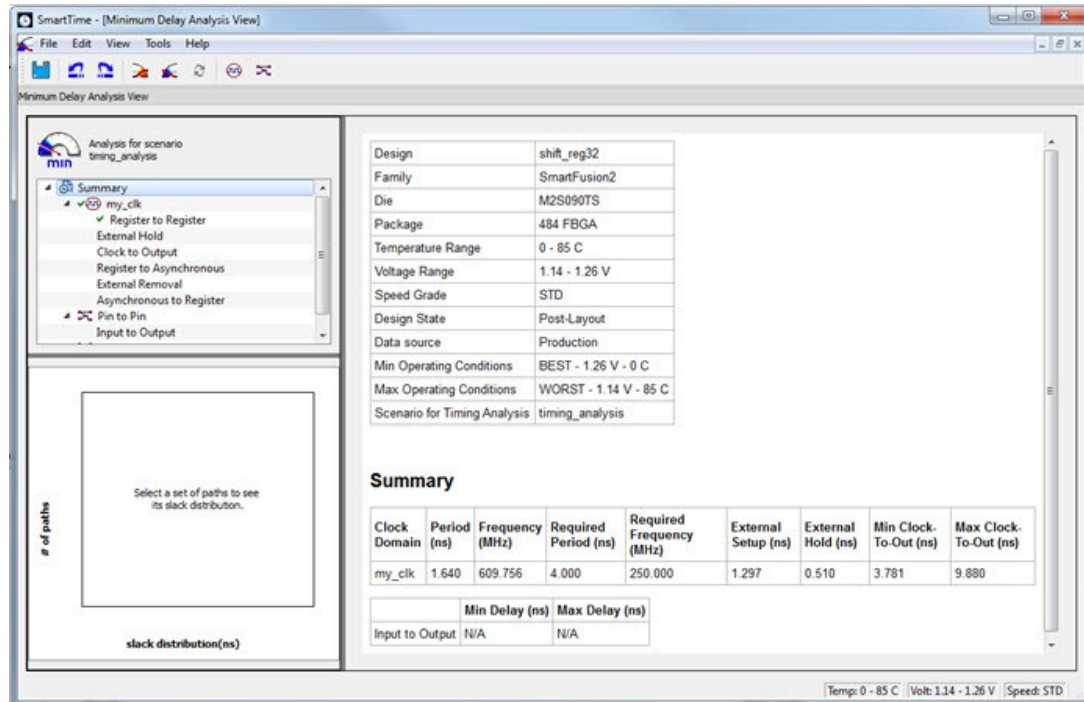 SmartTime - [Minimum Delay Analysis View]
File Edit View Tools Help
Minimum Delay Analysis View
Analysis for scenario
timing_analysis
min
Summary
my_clk
Register to Register
External Hold
Clock to Output
Register to Asynchronous
External Removal
Asynchronous to Register
Pin to Pin
Input to Output
# of paths
Select a set of paths to see
its slack distribution.
slack distribution(ns)
Design shift_reg32
Family SmartFusion2
Die M2S090TS
Package 484 FBGA
Temperature Range 0 - 85 C
Voltage Range 1.14 - 1.26 V
Speed Grade STD
Design State Post-Layout
Data source Production
Min Operating Conditions BEST - 1.26 V - 0 C
Max Operating Conditions WORST - 1.14 V - 85 C
Scenario for Timing Analysis timing_analysis
Summary
Clock Domain Period (ns) Frequency (MHz) Required Period (ns) Required Frequency (MHz) External Setup (ns) External Hold (ns) Min Clock-To-Out (ns) Max Clock-To-Out (ns)
my_clk 1.640 609.756 4.000 250.000 1.297 0.510 3.781 9.880
Min Delay (ns) Max Delay (ns)
Input to Output N/A N/A
Temp: 0 - 85 C Volt: 1.14 - 1.26 V Speed: STD